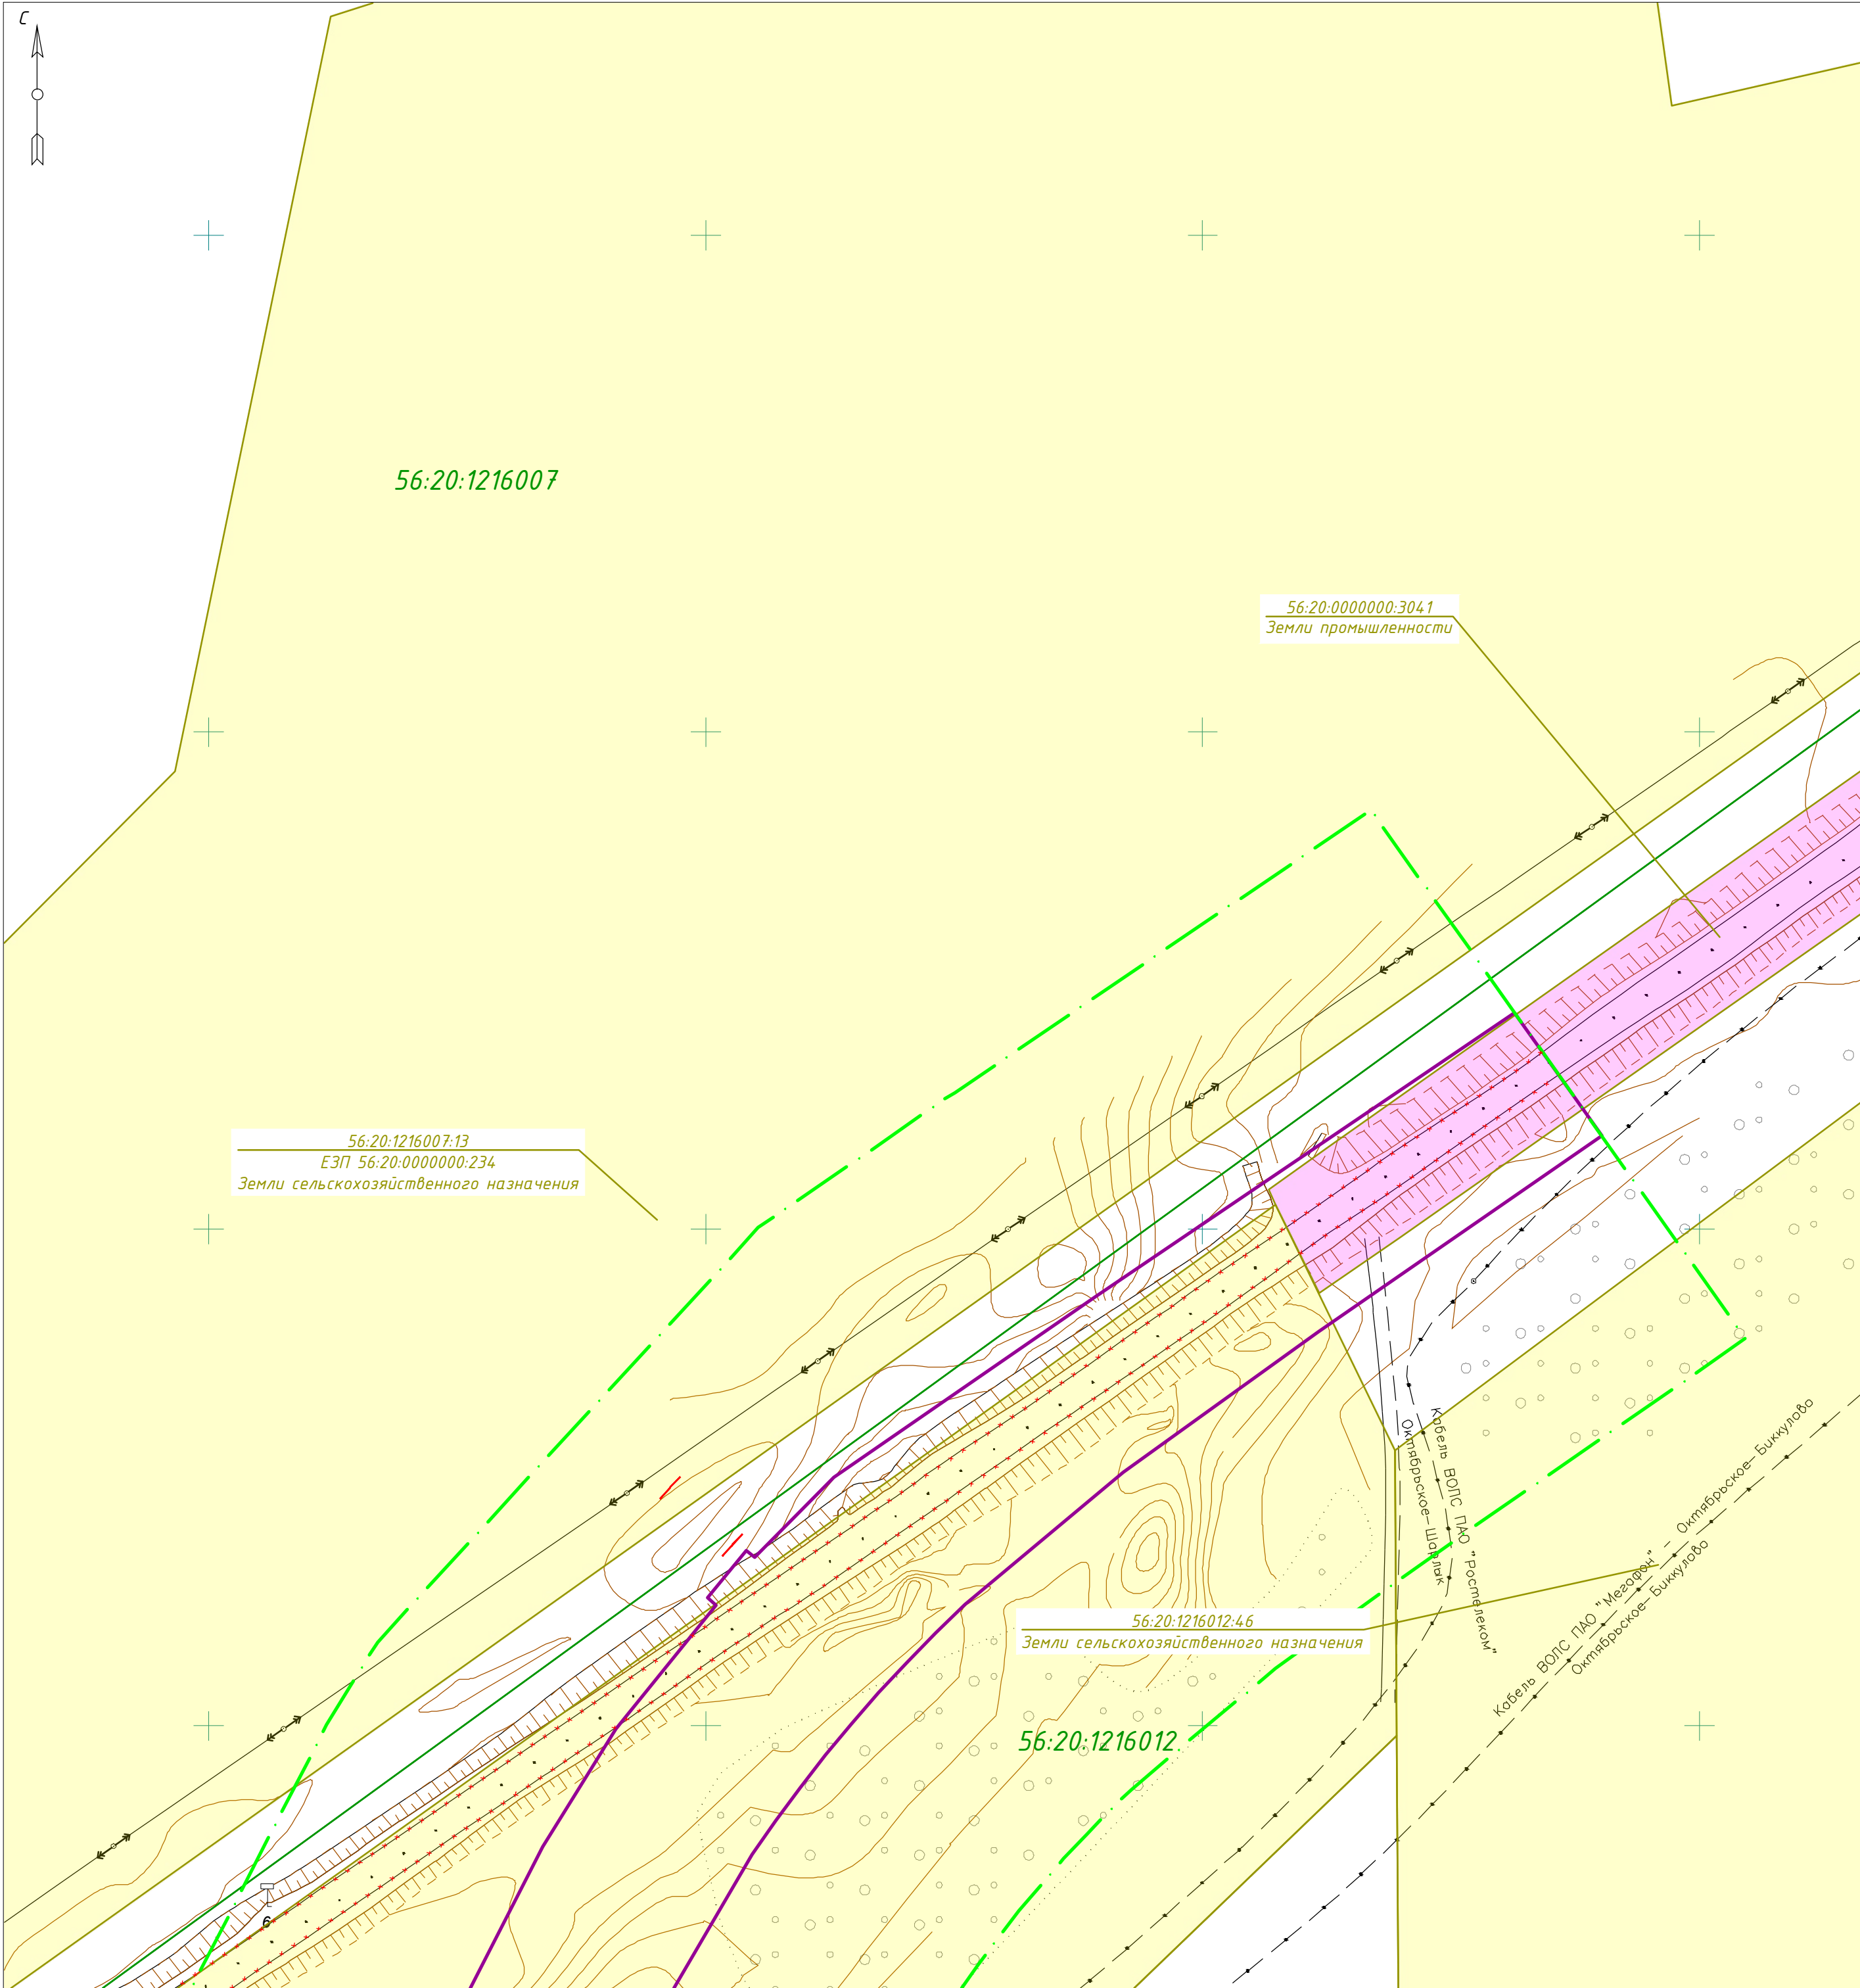 С
56:20:1216007
56:20:0000000:3041
Земли промышленности
56:20:1216007:13
ЕЗП 56:20:0000000:234
Земли сельскохозяйственного назначения
Кабель ВОЛС ПАО "Ростелеком"
Октябрьское-Шарлык
Кабель ВОЛС ПАО "Мегафон" - Октябрьское-Биккулово
Октябрьское-Биккулово
56:20:1216012:46
Земли сельскохозяйственного назначения
56:20:1216012
6